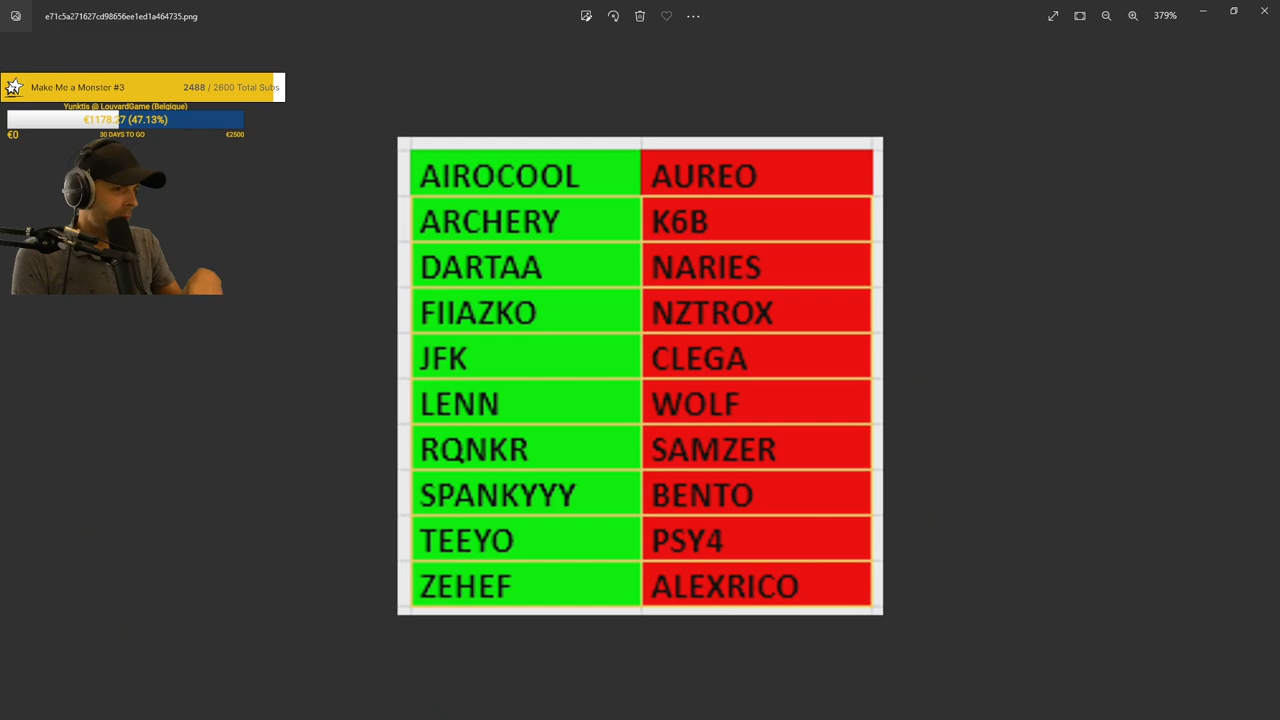 e71c5a271627cd98656ee1ed1a464735.png
379%
Make Me a Monster #3 2488 / 2600 Total Subs
Yunktis @ LouvardGame (Belgique)
€1178.27 (47.13%)
€0 30 DAYS TO GO €2500
AIROCOOL AUREO
ARCHERY K6B
DARTAA NARIES
FIIAZKO NZTROX
JFK CLEGA
LENN WOLF
RQNKR SAMZER
SPANKYYY BENTO
TEEYO PSY4
ZEHEF ALEXRICO